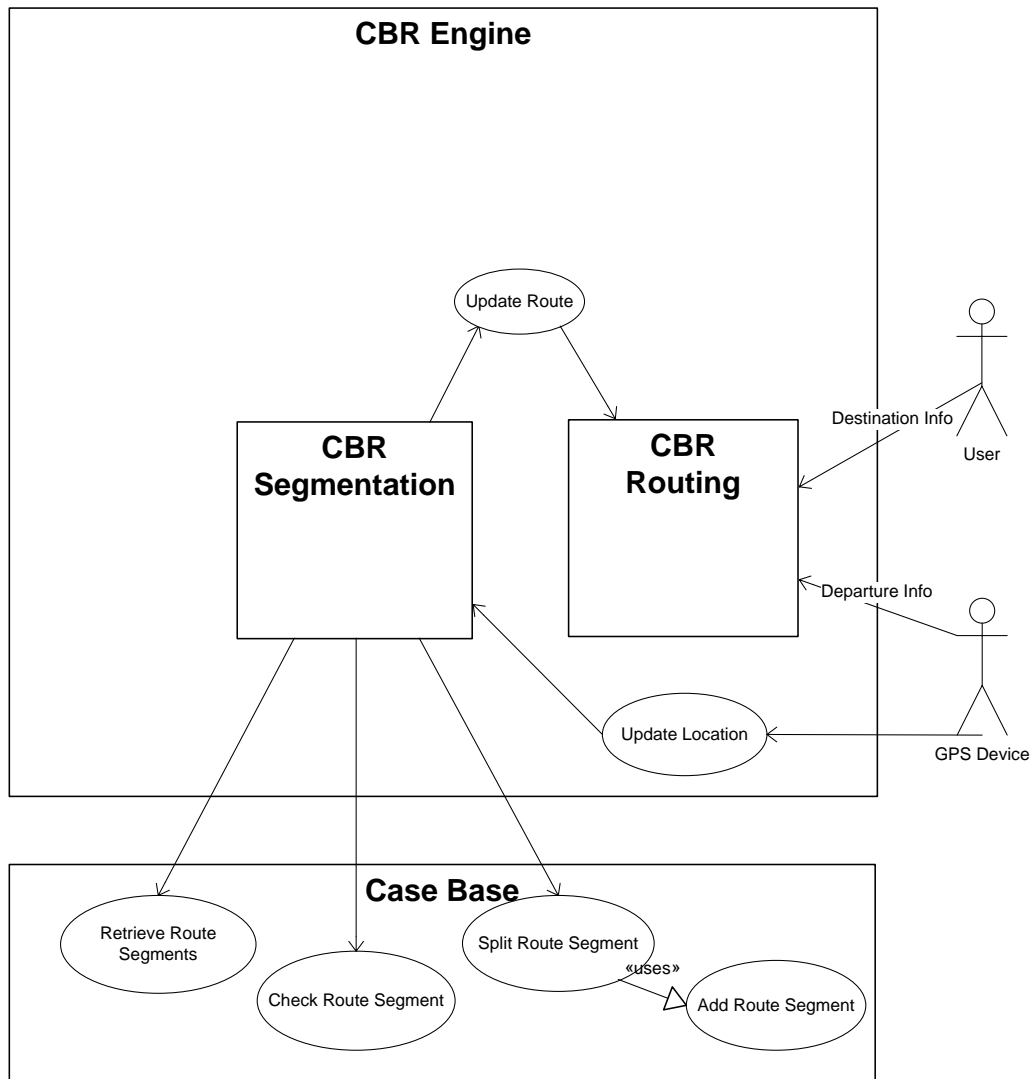 CBR Engine
Update Route
CBR
Segmentation
CBR
Routing
Destination Info
User
Departure Info
Update Location
GPS Device
Case Base
Retrieve Route
Segments
Check Route Segment
Split Route Segment
«uses»
Add Route Segment